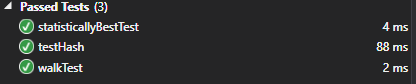 Passed Tests (3)
statisticallyBestTest 4 ms
testHash 88 ms
walkTest 2 ms